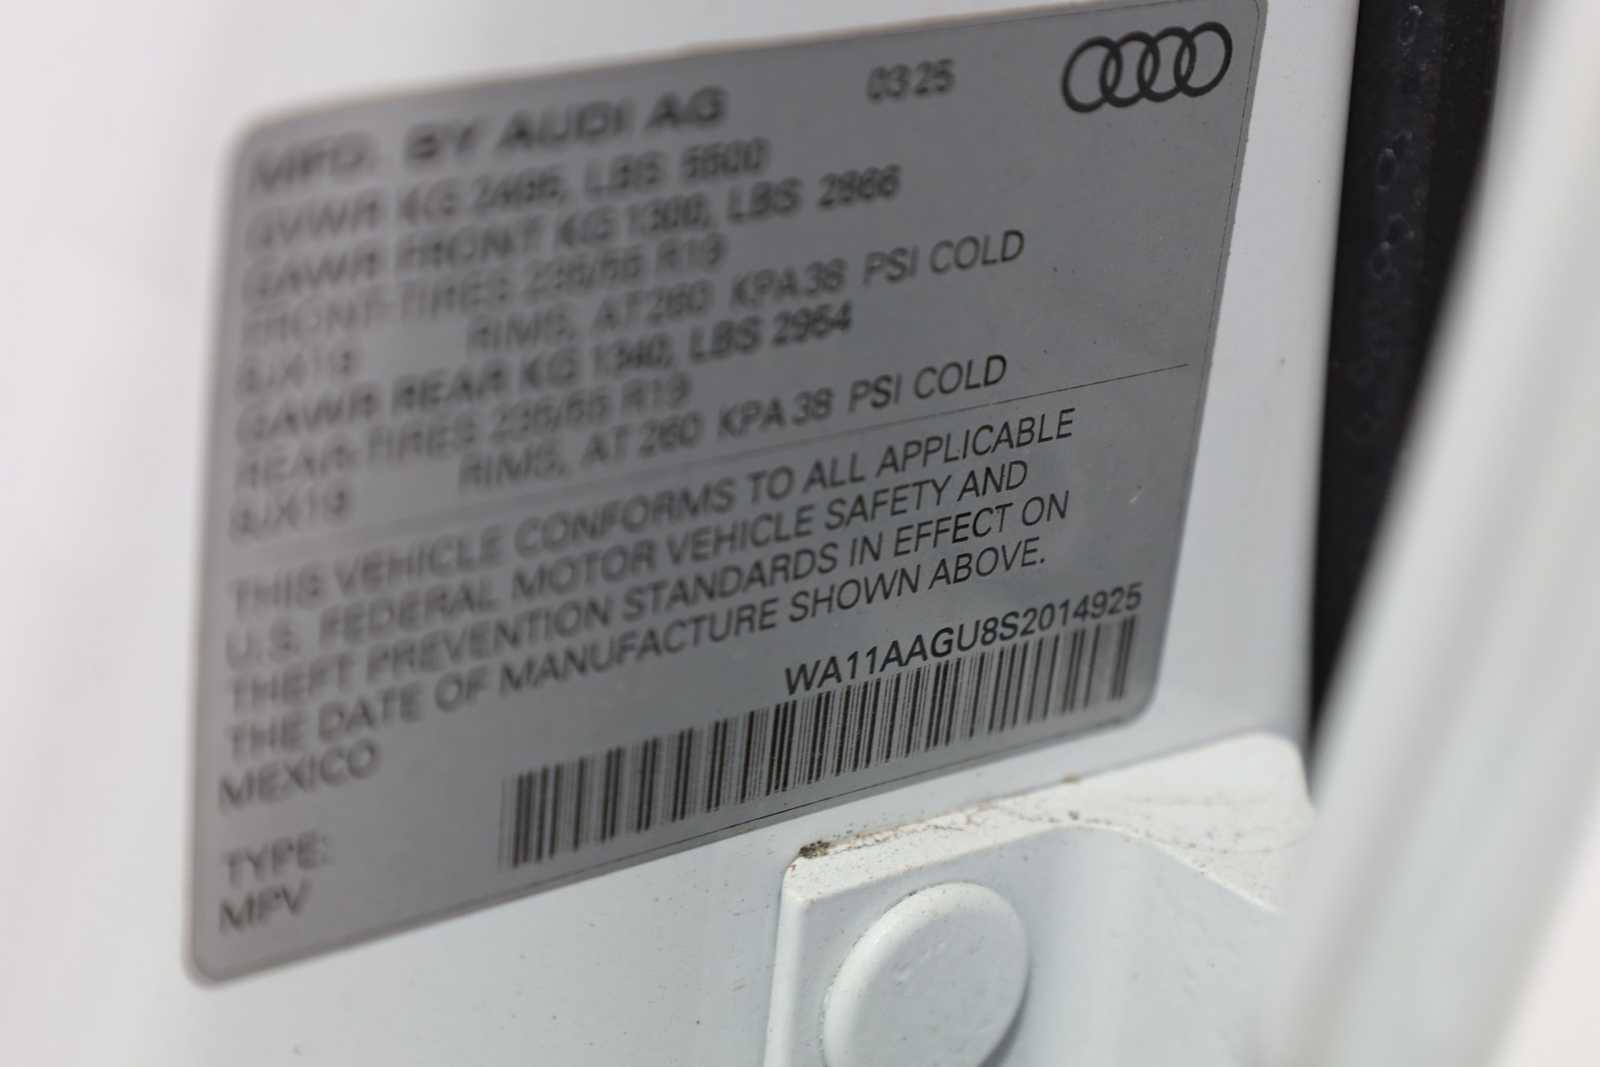 MFD. BY AUDI AG 0325
GVWR KG 2495, LBS 5500
GAWR FRONT KG 1300, LBS 2866
FRONT-TIRES 235/55 R19
8JX19 RIMS, AT 260 KPA 38 PSI COLD
GAWR REAR KG 1340, LBS 2954
REAR-TIRES 235/55 R19
8JX19 RIMS, AT 260 KPA 38 PSI COLD
THIS VEHICLE CONFORMS TO ALL APPLICABLE
U.S. FEDERAL MOTOR VEHICLE SAFETY AND
THEFT PREVENTION STANDARDS IN EFFECT ON
THE DATE OF MANUFACTURE SHOWN ABOVE.
MEXICO WA11AAGU8S2014925
TYPE:
MPV